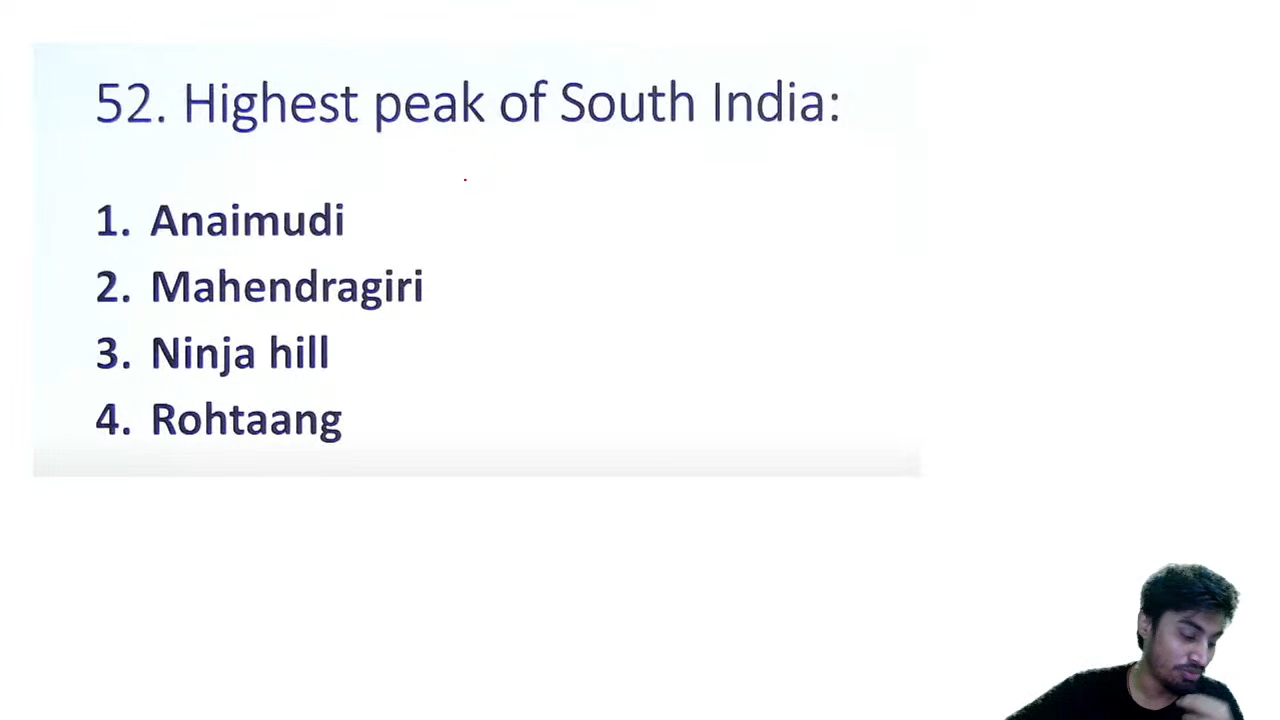 52. Highest peak of South India:
1. Anaimudi
2. Mahendragiri
3. Ninja hill
4. Rohtaang